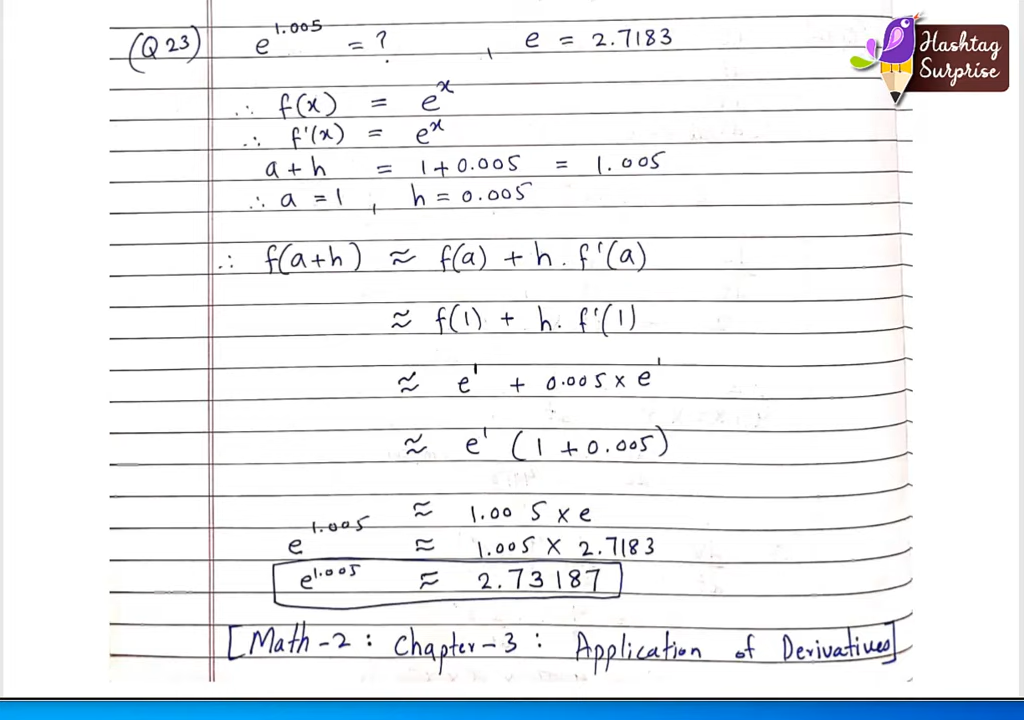 (Q 23) e^1.005 = ? , e = 2.7183
Hashtag
Surprise
∴ f(x) = e^x
∴ f'(x) = e^x
a + h = 1 + 0.005 = 1.005
∴ a = 1 , h = 0.005
∴ f(a+h) ≈ f(a) + h . f'(a)
≈ f(1) + h . f'(1)
≈ e^1 + 0.005 × e^1
≈ e^1 (1 + 0.005)
≈ 1.005 × e
e^1.005 ≈ 1.005 × 2.7183
e^1.005 ≈ 2.73187
[Math-2 : Chapter-3 : Application of Derivatives]